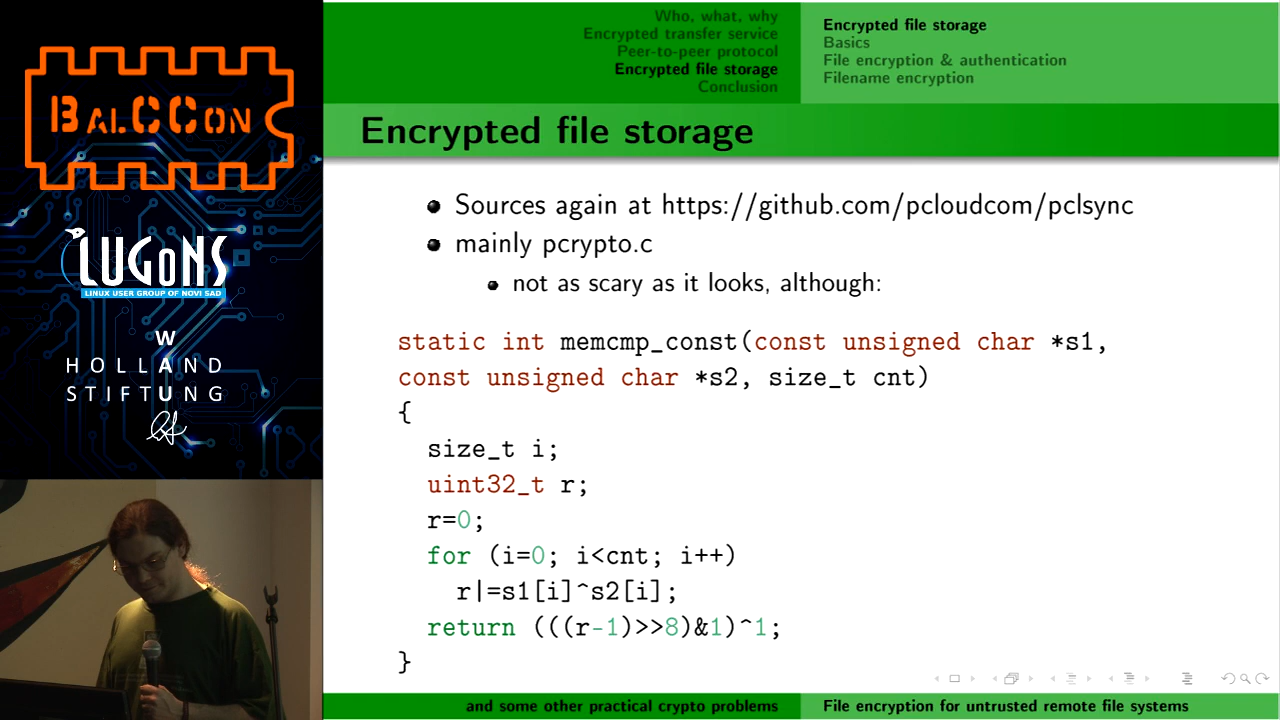 BALCCON
LUGoNS
LINUX USER GROUP OF NOVI SAD
W
HOLLAND
STIFTUNG
Who, what, why
Encrypted transfer service
Peer-to-peer protocol
Encrypted file storage
Conclusion
Encrypted file storage
Basics
File encryption & authentication
Filename encryption
Encrypted file storage
Sources again at https://github.com/pcloudcom/pclsync
mainly pcrypto.c
not as scary as it looks, although:
static int memcmp_const(const unsigned char *s1,
const unsigned char *s2, size_t cnt)
{
size_t i;
uint32_t r;
r=0;
for (i=0; i<cnt; i++)
r|=s1[i]^s2[i];
return (((r-1)>>8)&1)^1;
}
and some other practical crypto problems
File encryption for untrusted remote file systems